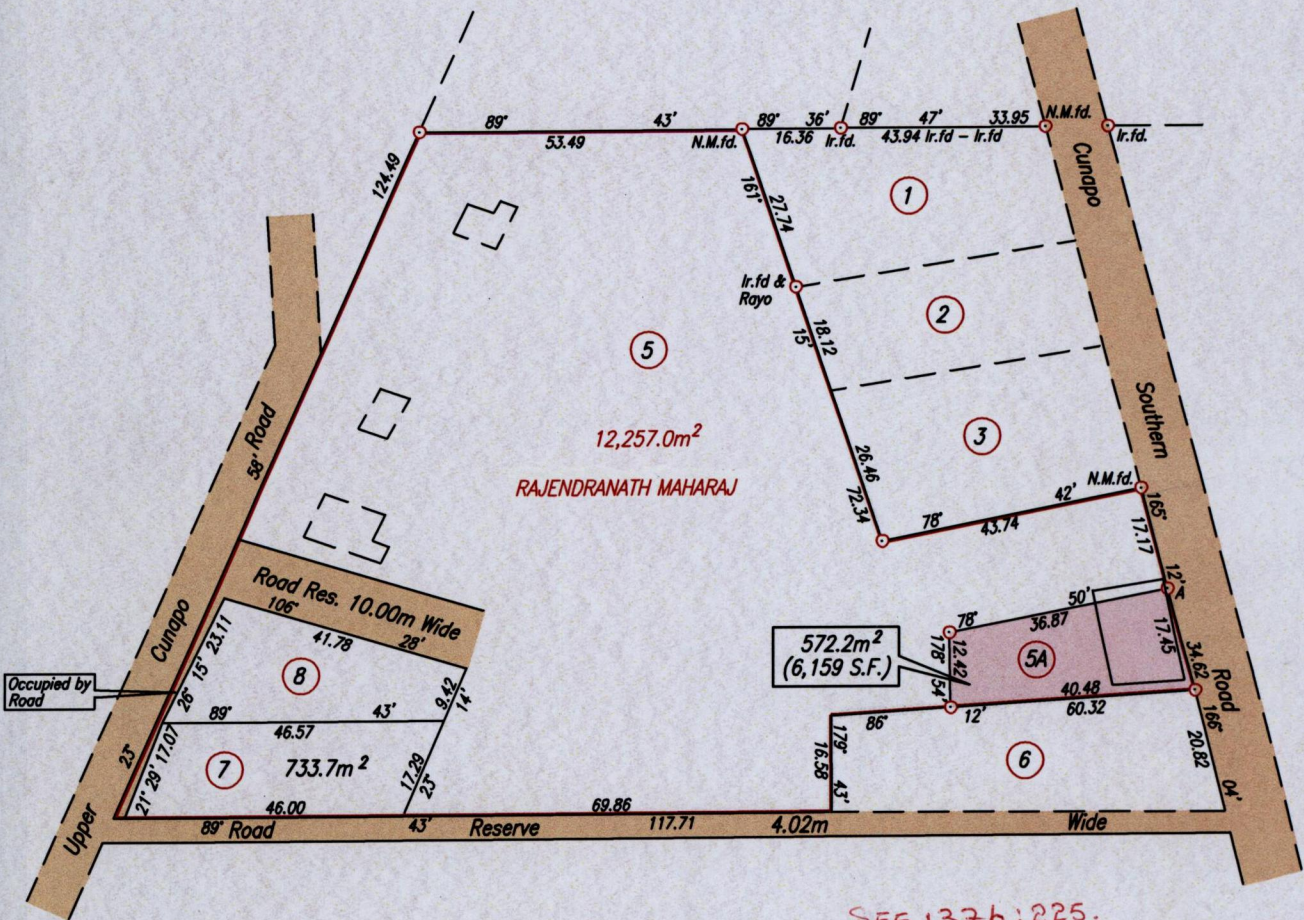 89° 43'
53.49
N.M.fd.
89° 36'
16.36
Ir.fd.
89° 47' 33.95
43.94 Ir.fd - Ir.fd
N.M.fd.
Ir.fd.
Cunapo
124.49
161°
27.74
1
Ir.fd &
Rayo
2
18.12
15'
5
Southern
3
12,257.0m²
RAJENDRANATH MAHARAJ
58'
Road
26.46
72.34
78° 42'
43.74
N.M.fd.
165°
17.17
12'
A
Road Res. 10.00m Wide
106° 28'
41.78
78° 50'
36.87
572.2m²
(6,159 S.F.)
178°
54'
12.42
5A
17.45
34.62
Road
Cunapo
23.11
15'
26°
8
9.42
14'
40.48
86° 12'
60.32
166°
Occupied by
Road
89° 43'
46.57
7
733.7m²
17.07
29'
21°
23°
17.29
23'
179°
16.58
43'
6
20.82
04'
46.00
69.86
89° Road 43' Reserve 117.71 4.02m Wide
Upper
SEE 1376:225.